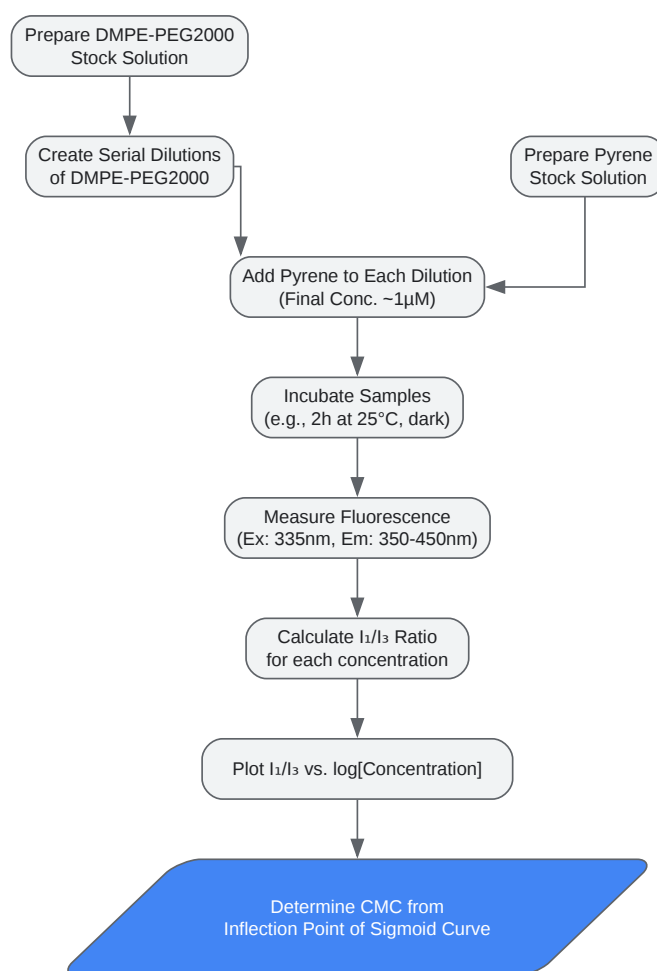 Prepare DMPE-PEG2000
Stock Solution
Create Serial Dilutions
of DMPE-PEG2000
Prepare Pyrene
Stock Solution
Add Pyrene to Each Dilution
(Final Conc. ~1µM)
Incubate Samples
(e.g., 2h at 25°C, dark)
Measure Fluorescence
(Ex: 335nm, Em: 350-450nm)
Calculate I₁/I₃ Ratio
for each concentration
Plot I₁/I₃ vs. log[Concentration]
Determine CMC from
Inflection Point of Sigmoid Curve